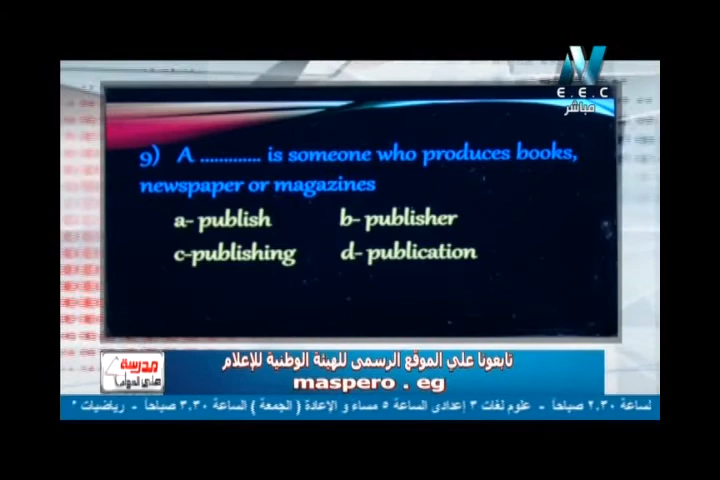 E.E.C
مباشر
9) A ............. is someone who produces books,
newspaper or magazines
a- publish
b- publisher
c-publishing
d- publication
تابعونا علي الموقع الرسمى للهيئة الوطنية للإعلام
maspero . eg
مدرسة
على الهواء
لساعة ٢.٣٠ صباحاً - علوم لغات ٣ إعدادى الساعة ٥ مساء و الإعادة ( الجمعة ) الساعة ٣.٣٠ صباحاً - رياضيات